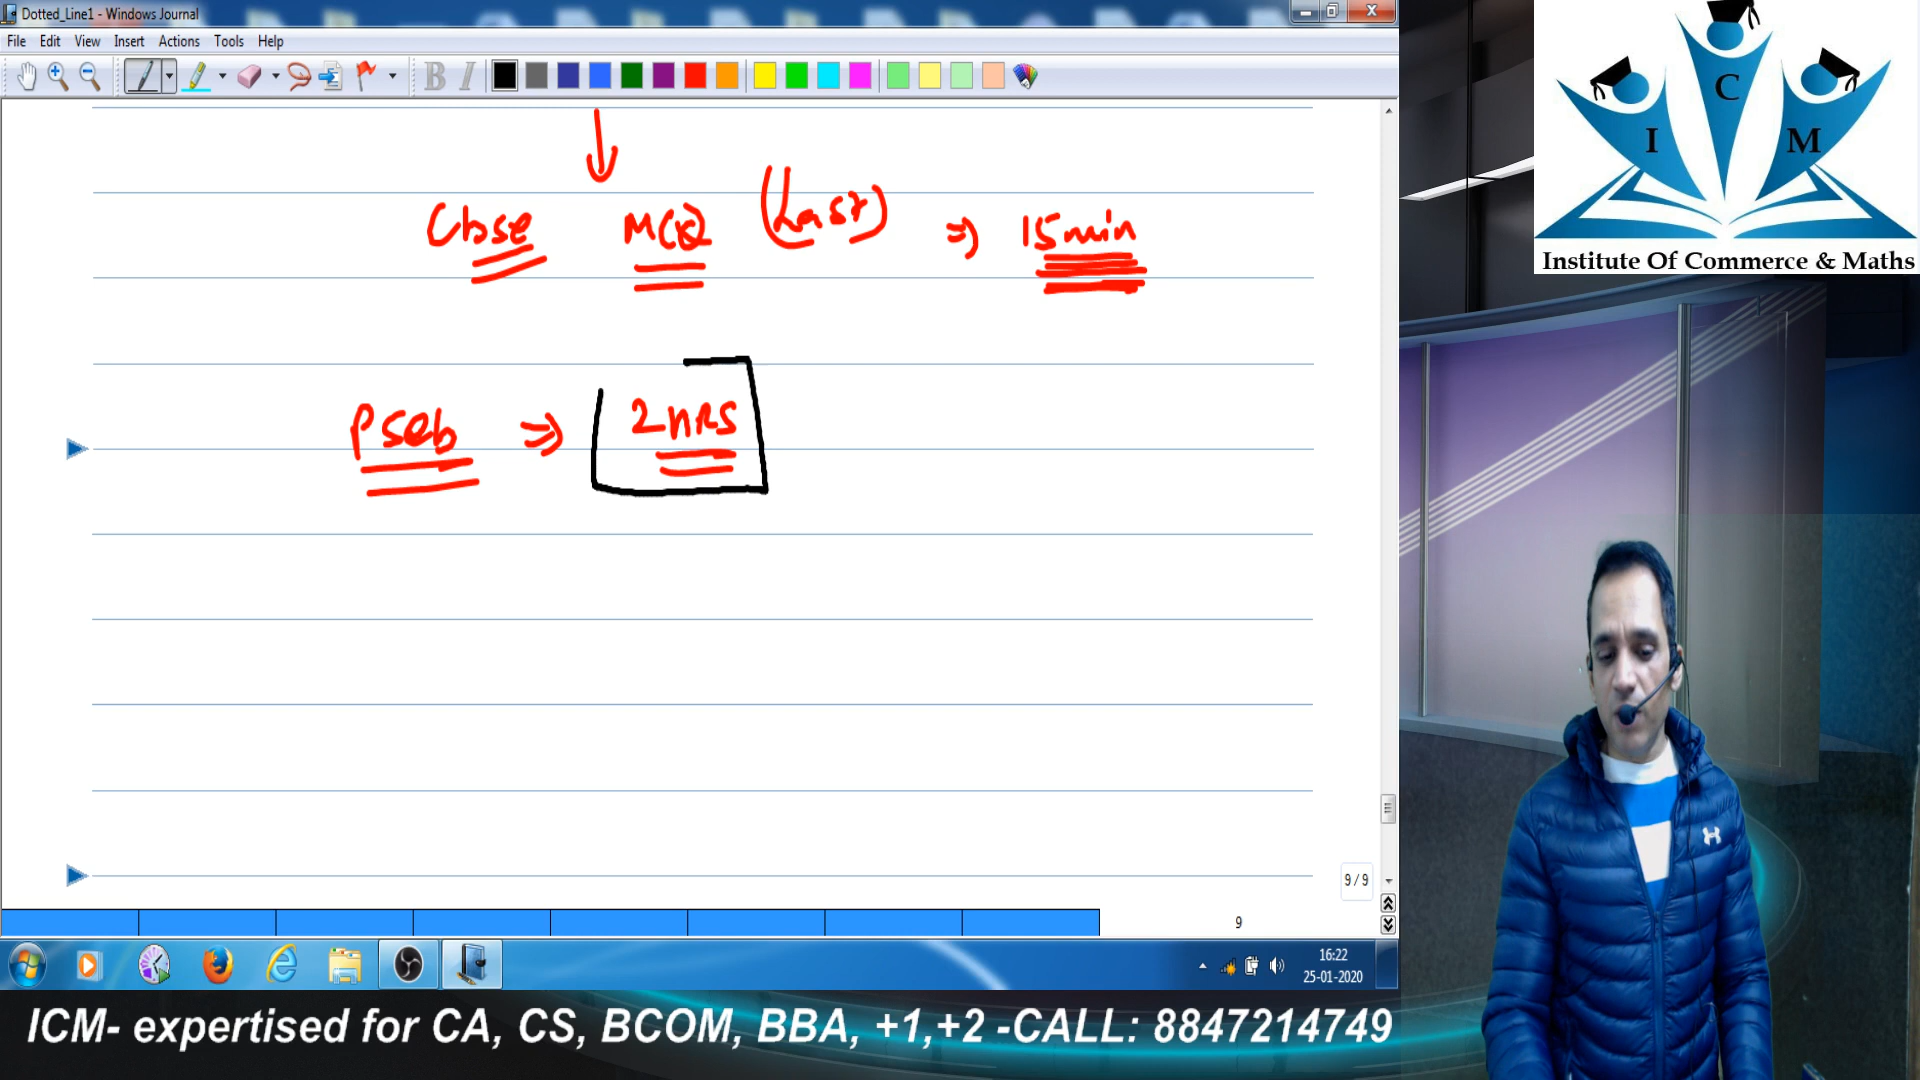 Dotted_Line1 - Windows Journal
File Edit View Insert Actions Tools Help
B I
Cbse MCQ (Last) => 15min
Pseb => 2HRS
9/9
9
16:22
25-01-2020
I C M
Institute Of Commerce & Maths
ICM- expertised for CA, CS, BCOM, BBA, +1,+2 -CALL: 8847214749